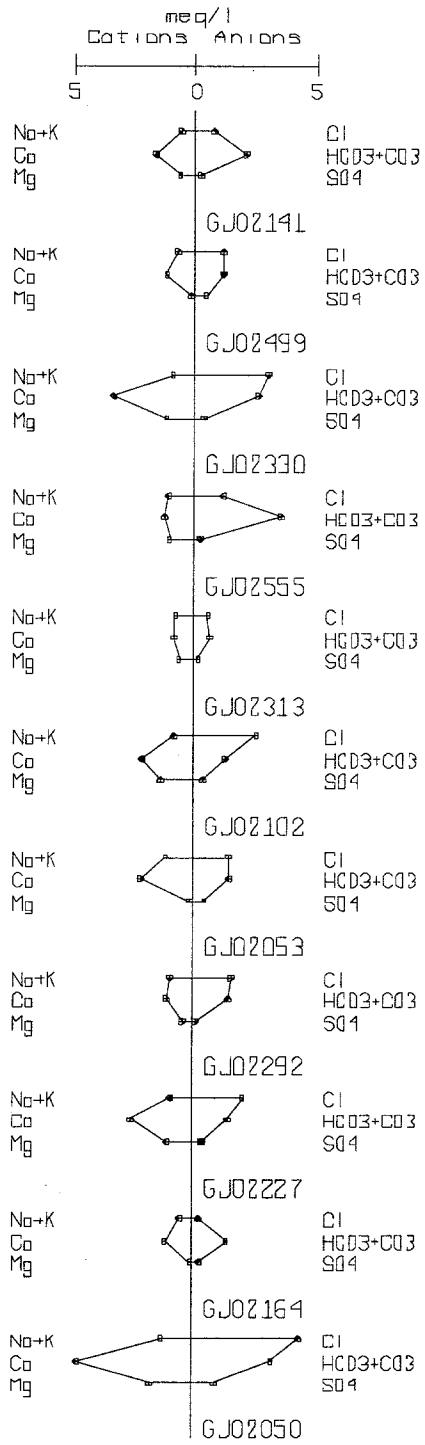 meq/l
Cations Anions
5 0 5
Na+K Cl
Ca HCO3+CO3
Mg SO4
GJ02141
Na+K Cl
Ca HCO3+CO3
Mg SO4
GJ02499
Na+K Cl
Ca HCO3+CO3
Mg SO4
GJ02330
Na+K Cl
Ca HCO3+CO3
Mg SO4
GJ02555
Na+K Cl
Ca HCO3+CO3
Mg SO4
GJ02313
Na+K Cl
Ca HCO3+CO3
Mg SO4
GJ02102
Na+K Cl
Ca HCO3+CO3
Mg SO4
GJ02053
Na+K Cl
Ca HCO3+CO3
Mg SO4
GJ02292
Na+K Cl
Ca HCO3+CO3
Mg SO4
GJ02227
Na+K Cl
Ca HCO3+CO3
Mg SO4
GJ02164
Na+K Cl
Ca HCO3+CO3
Mg SO4
GJ02050